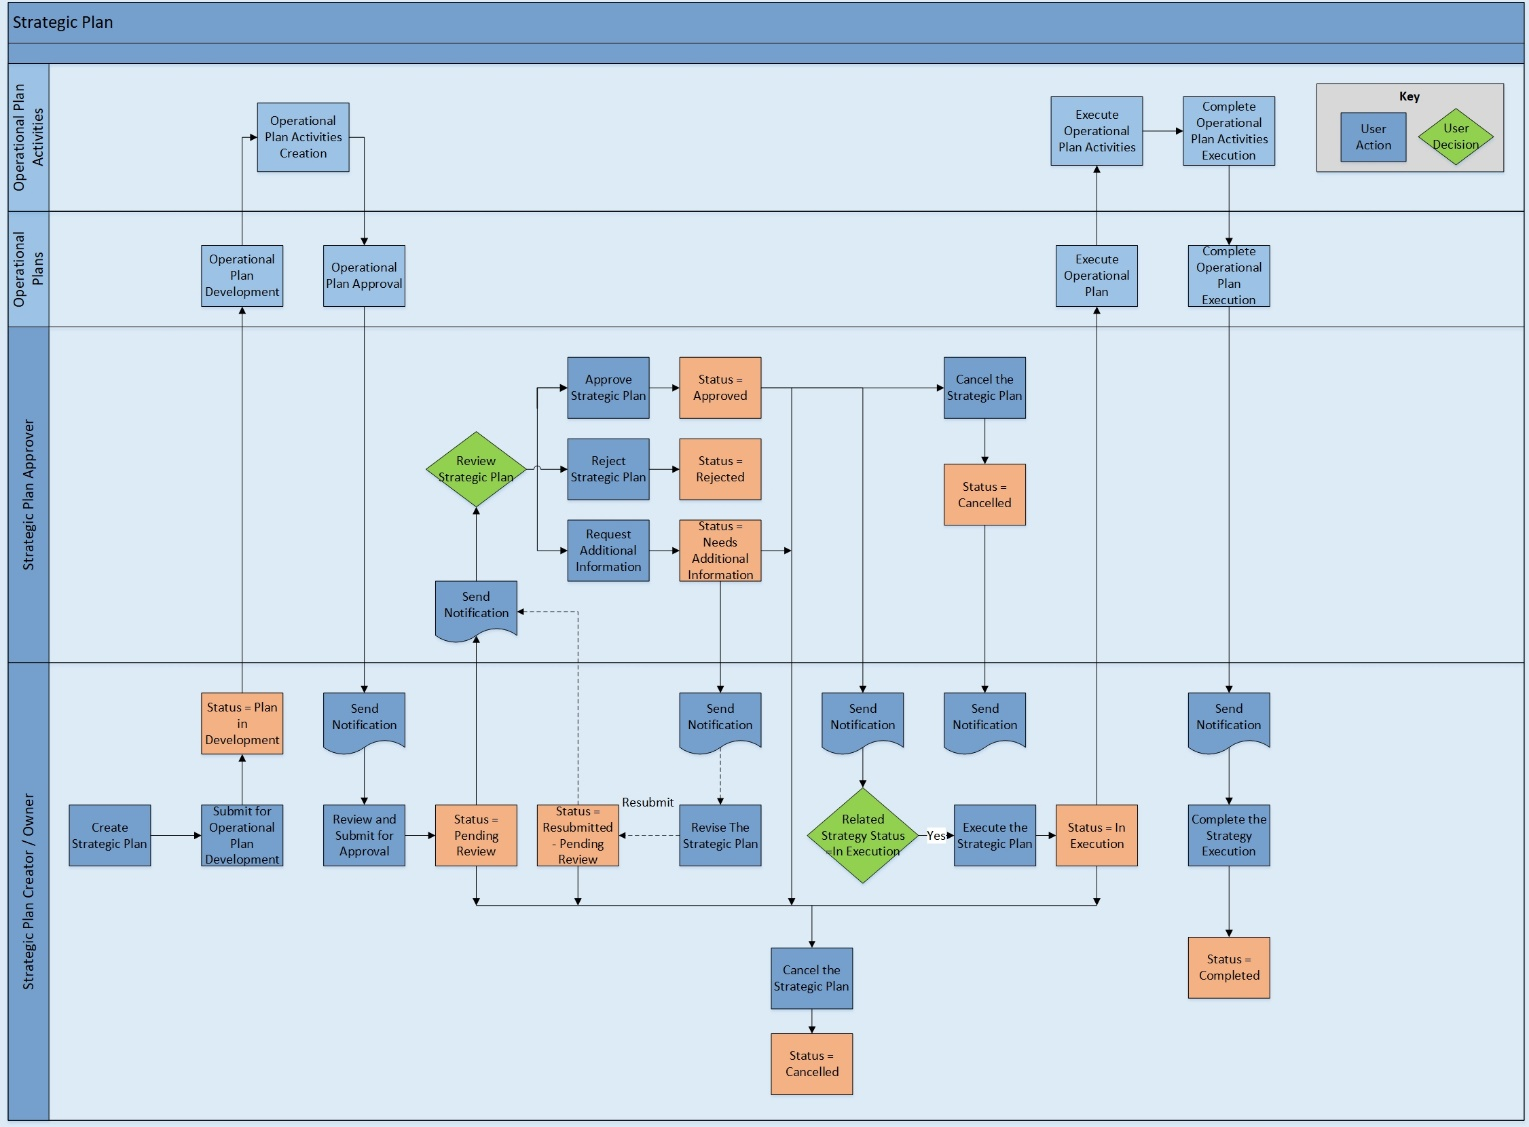 Strategic Plan
Operational Plan
Activities
Operational
Plan Activities
Creation
Execute
Operational
Plan Activities
Complete
Operational
Plan Activities
Execution
Key
User
Action
User
Decision
Operational
Plans
Operational
Plan
Development
Operational
Plan Approval
Execute
Operational
Plan
Complete
Operational
Plan
Execution
Strategic Plan Approver
Approve
Strategic Plan
Status =
Approved
Cancel the
Strategic Plan
Review
Strategic Plan
Reject
Strategic Plan
Status =
Rejected
Status =
Cancelled
Request
Additional
Information
Status =
Needs
Additional
Information
Send
Notification
Strategic Plan Creator / Owner
Status = Plan
in
Development
Send
Notification
Send
Notification
Send
Notification
Send
Notification
Send
Notification
Create
Strategic Plan
Submit for
Operational
Plan
Development
Review and
Submit for
Approval
Status =
Pending
Review
Status =
Resubmitted
- Pending
Review
Resubmit
Revise The
Strategic Plan
Related
Strategy Status
=In Execution
Yes
Execute the
Strategic Plan
Status = In
Execution
Complete the
Strategy
Execution
Cancel the
Strategic Plan
Status =
Completed
Status =
Cancelled